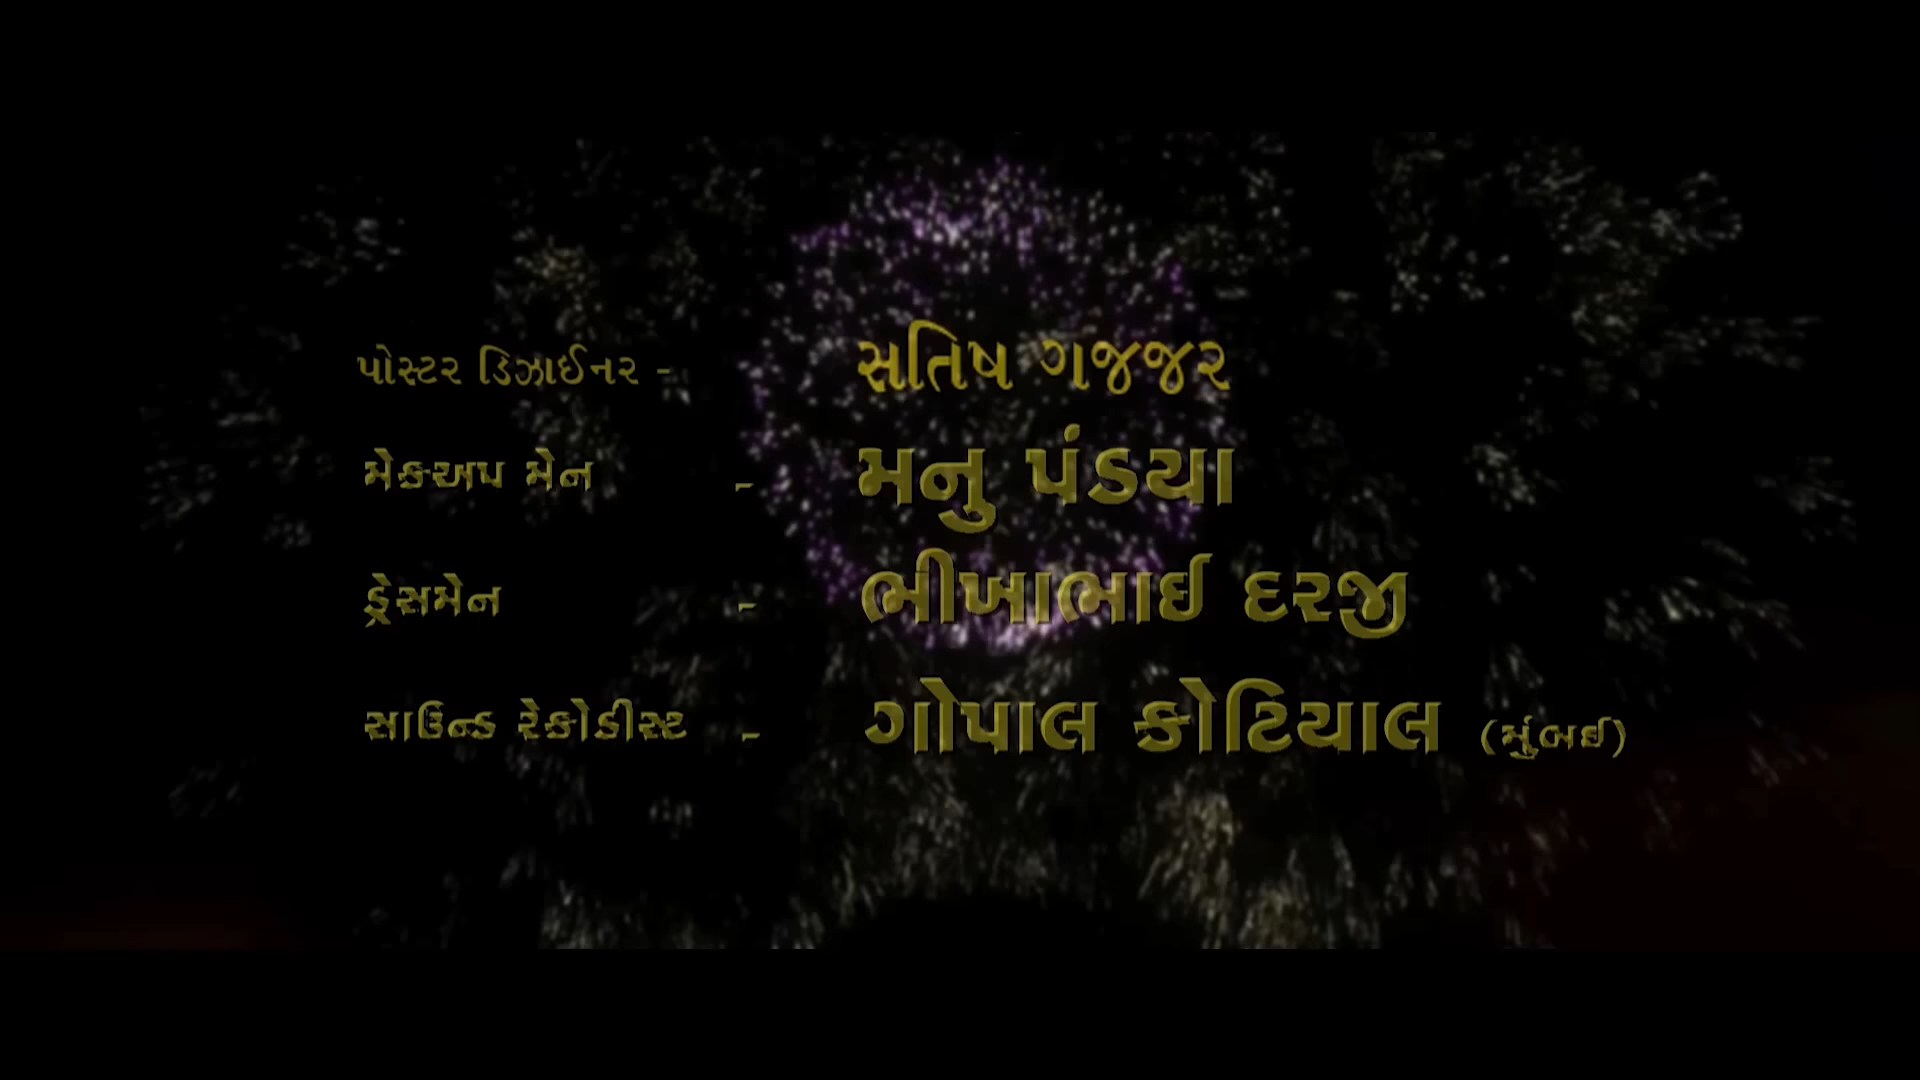 પોસ્ટર ડિઝાઈનર - સતિષ ગજ્જર
મેકઅપ મેન - મનુ પંડયા
ડ્રેસમેન - ભીખાભાઈ દરજી
સાઉન્ડ રેકોડીસ્ટ - ગોપાલ કોટિયાલ (મુંબઈ)